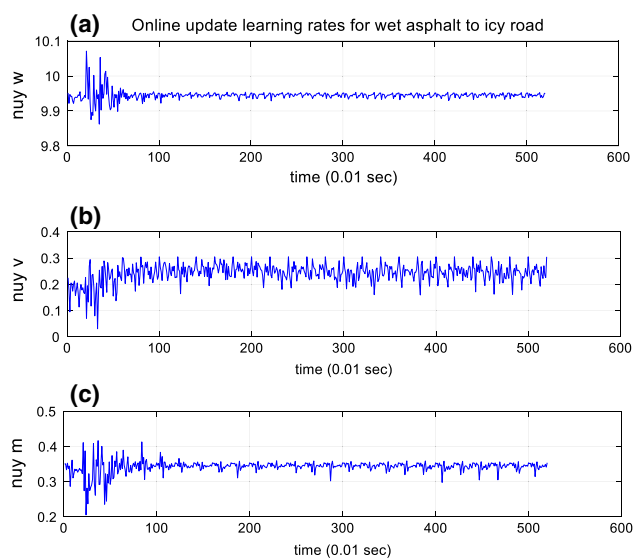 (a) Online update learning rates for wet asphalt to icy road
10.1
10
9.9
9.8
nuy w
0 100 200 300 400 500 600
time (0.01 sec)
(b)
0.4
0.3
0.2
0.1
0
nuy v
0 100 200 300 400 500 600
time (0.01 sec)
(c)
0.5
0.4
0.3
0.2
nuy m
0 100 200 300 400 500 600
time (0.01 sec)